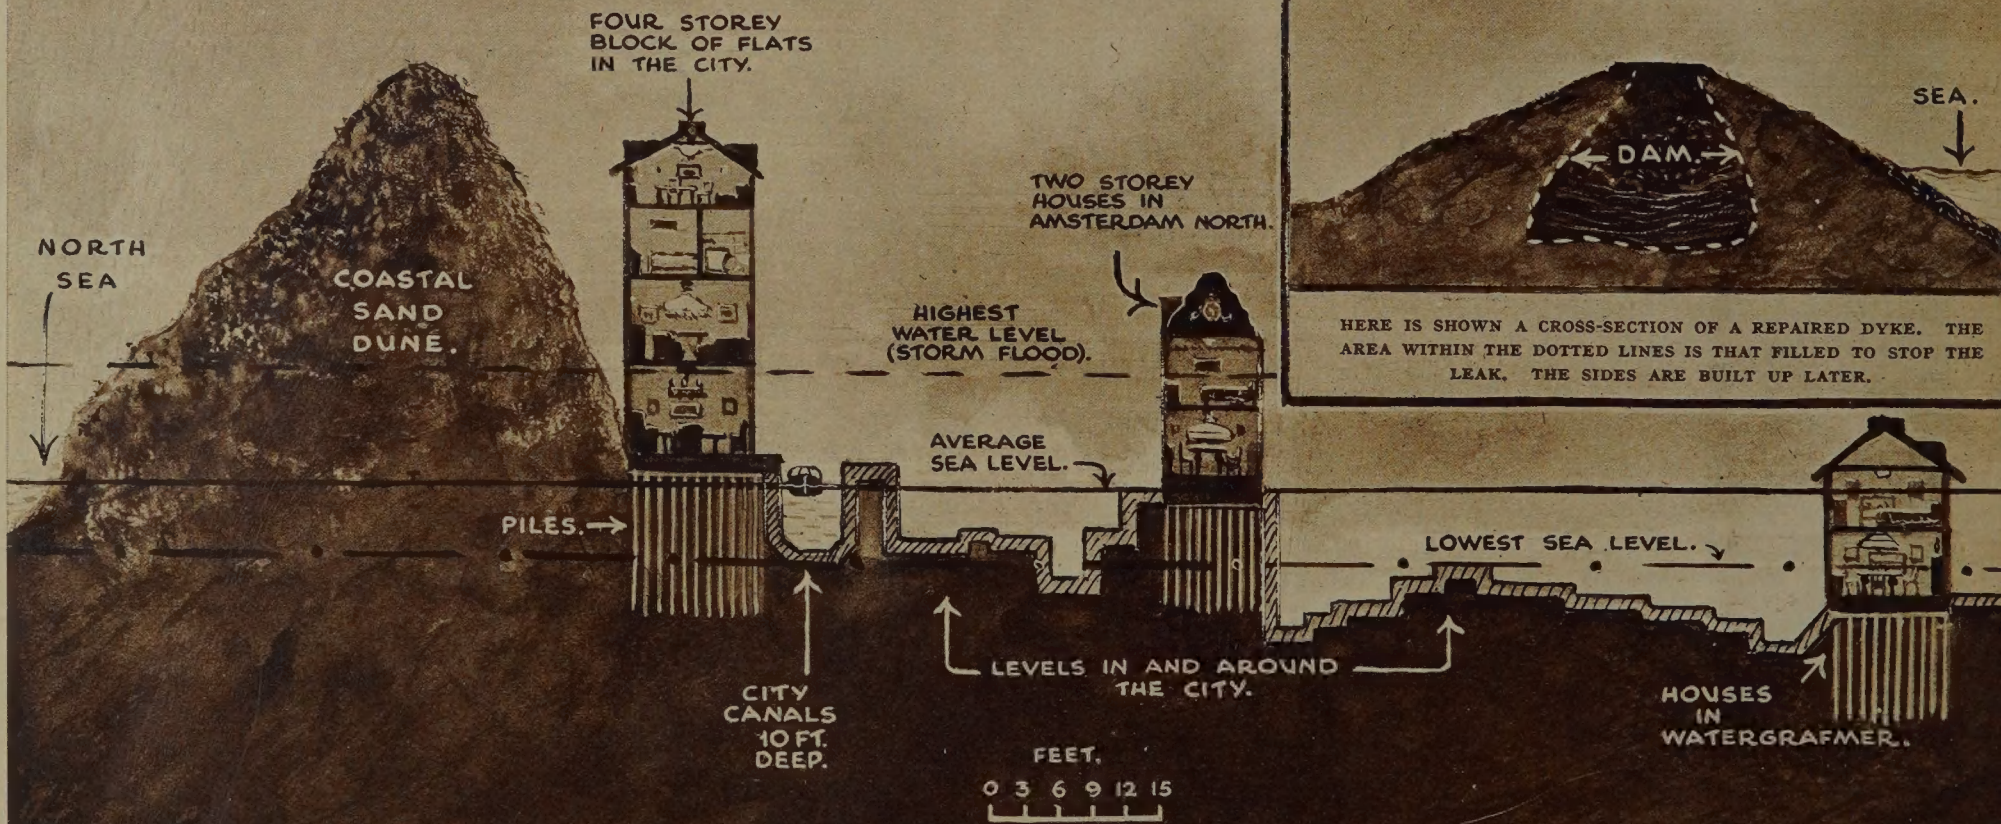 FOUR STOREY
BLOCK OF FLATS
IN THE CITY.
NORTH
SEA
COASTAL
SAND
DUNE.
HIGHEST
WATER LEVEL
(STORM FLOOD).
TWO STOREY
HOUSES IN
AMSTERDAM NORTH.
SEA.
DAM.
HERE IS SHOWN A CROSS-SECTION OF A REPAIRED DYKE. THE
AREA WITHIN THE DOTTED LINES IS THAT FILLED TO STOP THE
LEAK. THE SIDES ARE BUILT UP LATER.
AVERAGE
SEA LEVEL.
PILES.
LOWEST SEA LEVEL.
LEVELS IN AND AROUND
THE CITY.
CITY
CANALS
10 FT.
DEEP.
HOUSES
IN
WATERGRAFMER.
FEET.
0 3 6 9 12 15